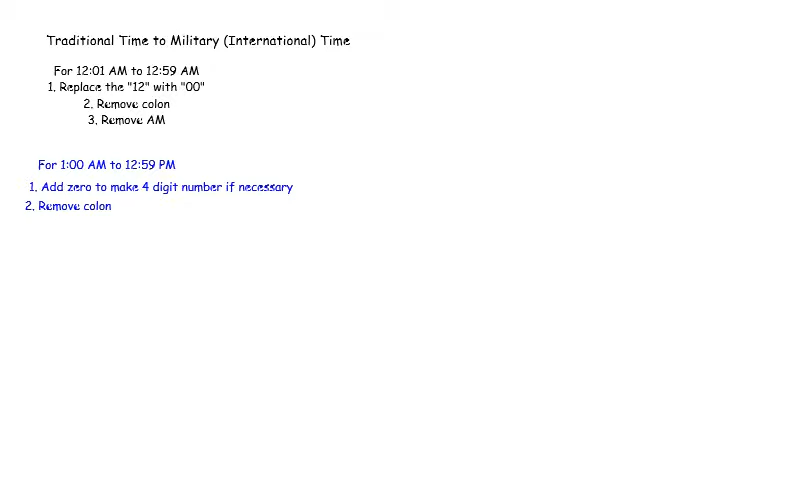 Traditional Time to Military (International) Time
For 12:01 AM to 12:59 AM
1. Replace the "12" with "00"
2. Remove colon
3. Remove AM
For 1:00 AM to 12:59 PM
1. Add zero to make 4 digit number if necessary
2. Remove colon